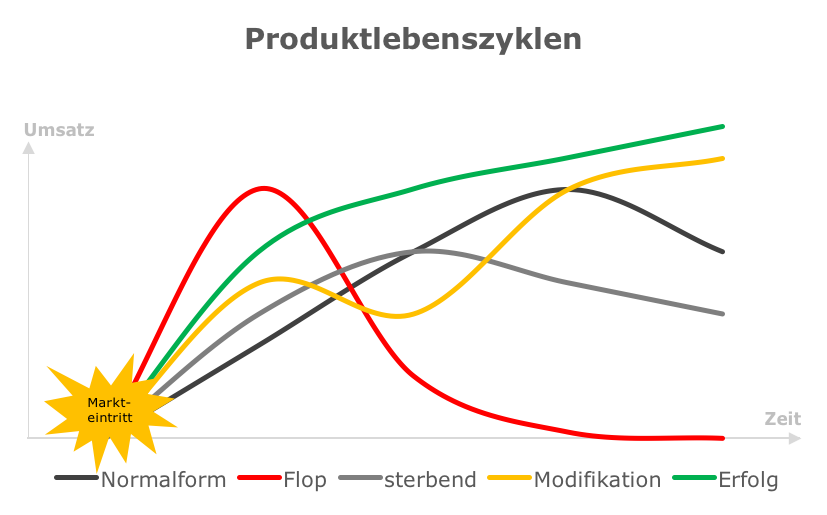 Produktlebenszyklen
Umsatz
Markt-
eintritt
Zeit
Normalform Flop sterbend Modifikation Erfolg